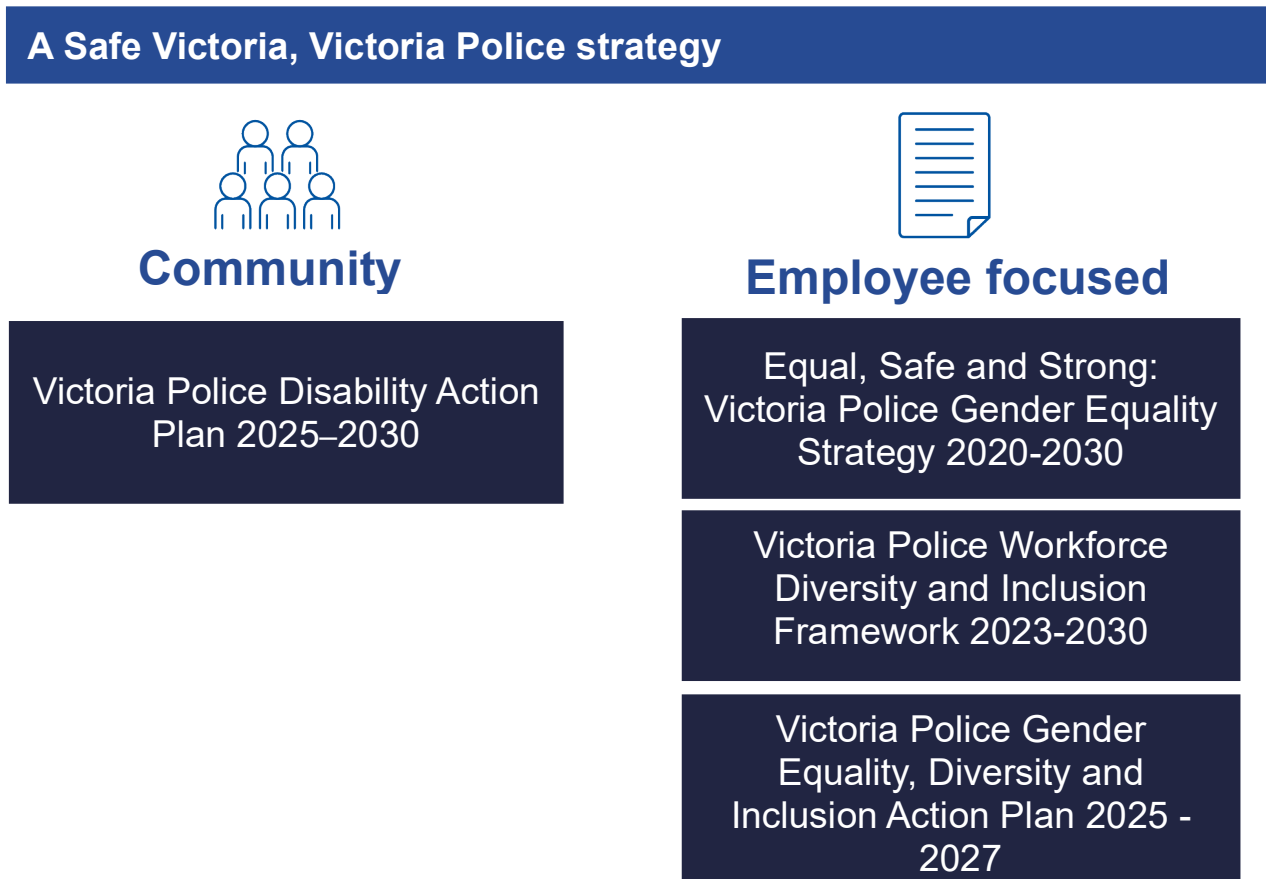 A Safe Victoria, Victoria Police strategy
Community
Victoria Police Disability Action
Plan 2025–2030
Employee focused
Equal, Safe and Strong:
Victoria Police Gender Equality
Strategy 2020-2030
Victoria Police Workforce
Diversity and Inclusion
Framework 2023-2030
Victoria Police Gender
Equality, Diversity and
Inclusion Action Plan 2025 -
2027